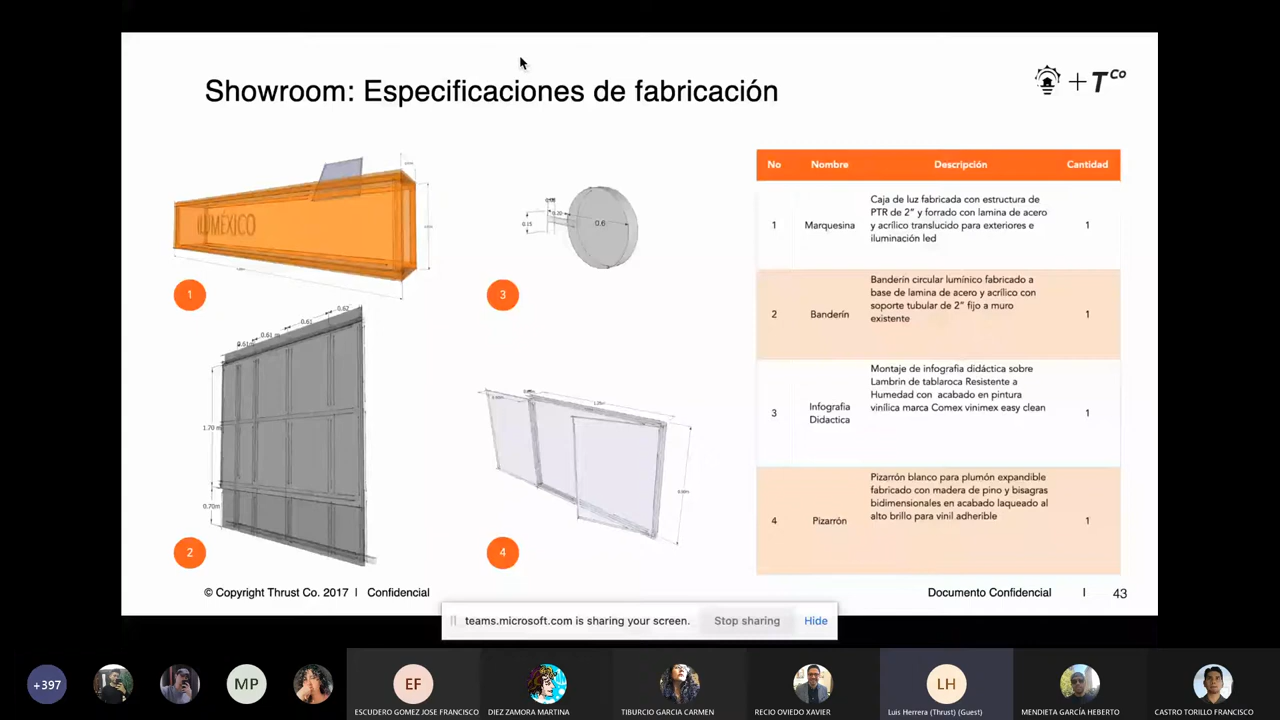 Showroom: Especificaciones de fabricación
+ T Co
ILUMÉXICO
1
0.15
0.20
0.6
3
0.61m
0.61 m
0.61
0.62
1.70 m
0.70m
2
4
No Nombre Descripción Cantidad
1 Marquesina Caja de luz fabricada con estructura de
PTR de 2” y forrado con lamina de acero
y acrílico translucido para exteriores e
iluminación led 1
2 Banderín Banderin circular lumínico fabricado a
base de lamina de acero y acrílico con
soporte tubular de 2” fijo a muro
existente 1
3 Infografia
Didactica Montaje de infografia didáctica sobre
Lambrin de tablaroca Resistente a
Humedad con acabado en pintura
vinílica marca Comex vinimex easy clean 1
4 Pizarrón Pizarrón blanco para plumón expandible
fabricado con madera de pino y bisagras
bidimensionales en acabado laqueado al
alto brillo para vinil adherible 1
© Copyright Thrust Co. 2017 I Confidencial
Documento Confidencial I 43
teams.microsoft.com is sharing your screen. Stop sharing Hide
+397
MP
EF
LH
ESCUDERO GOMEZ JOSE FRANCISCO
DIEZ ZAMORA MARTINA
TIBURCIO GARCIA CARMEN
RECIO OVIEDO XAVIER
Luis Herrera (Thrust) (Guest)
MENDIETA GARCÍA HEBERTO
CASTRO TORILLO FRANCISCO